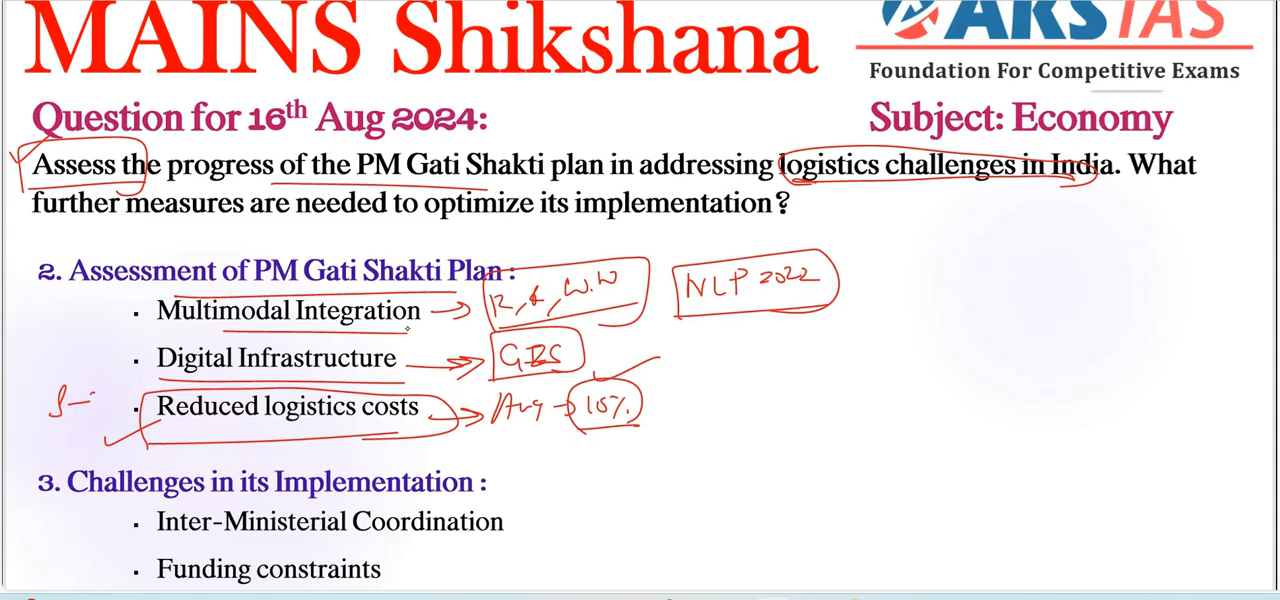 MAINS Shikshana
AKS IAS
Foundation For Competitive Exams
Question for 16th Aug 2024:
Subject: Economy
Assess the progress of the PM Gati Shakti plan in addressing logistics challenges in India. What
further measures are needed to optimize its implementation?
2. Assessment of PM Gati Shakti Plan :
▪ Multimodal Integration → R, &, W.W
NLP 2022
▪ Digital Infrastructure →
▪ Reduced logistics costs → Avg → 15%
3. Challenges in its Implementation :
▪ Inter-Ministerial Coordination
▪ Funding constraints